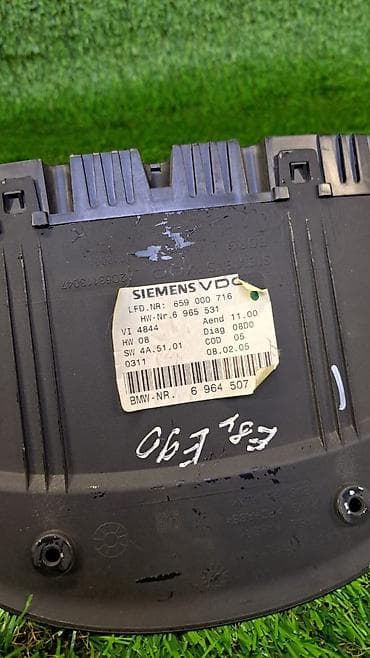 SIEMENS VDO
LFD.NR: 659 000 716
HW-Nr.6 965 531
VI 4844 Aend 11.00
HW 08 Diag 08D0
SW 4A.51.01 COD 05
0311 08.02.05
BMW-NR. 6 964 507
E90